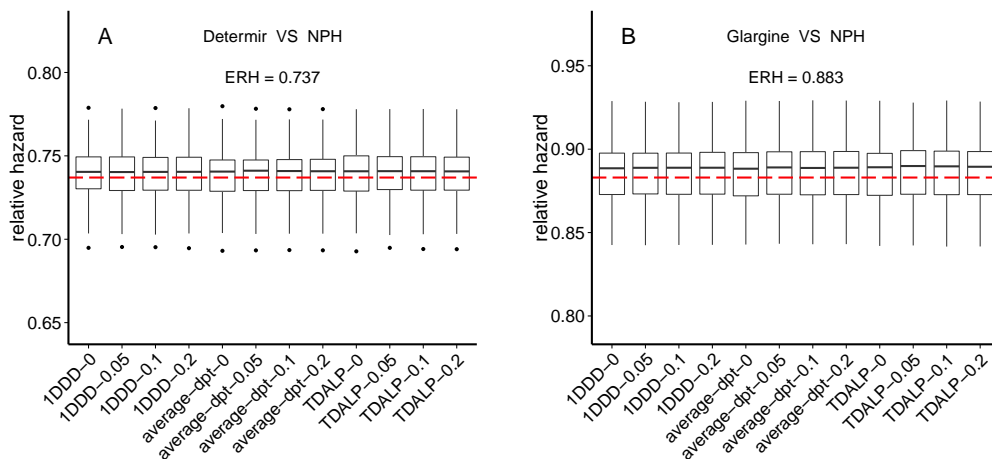 A
Determir VS NPH
ERH = 0.737
relative hazard
0.80
0.75
0.70
0.65
1DDD−0
1DDD−0.05
1DDD−0.1
1DDD−0.2
average−dpt−0
average−dpt−0.05
average−dpt−0.1
average−dpt−0.2
TDALP−0
TDALP−0.05
TDALP−0.1
TDALP−0.2
B
Glargine VS NPH
ERH = 0.883
relative hazard
0.95
0.90
0.85
0.80
1DDD−0
1DDD−0.05
1DDD−0.1
1DDD−0.2
average−dpt−0
average−dpt−0.05
average−dpt−0.1
average−dpt−0.2
TDALP−0
TDALP−0.05
TDALP−0.1
TDALP−0.2